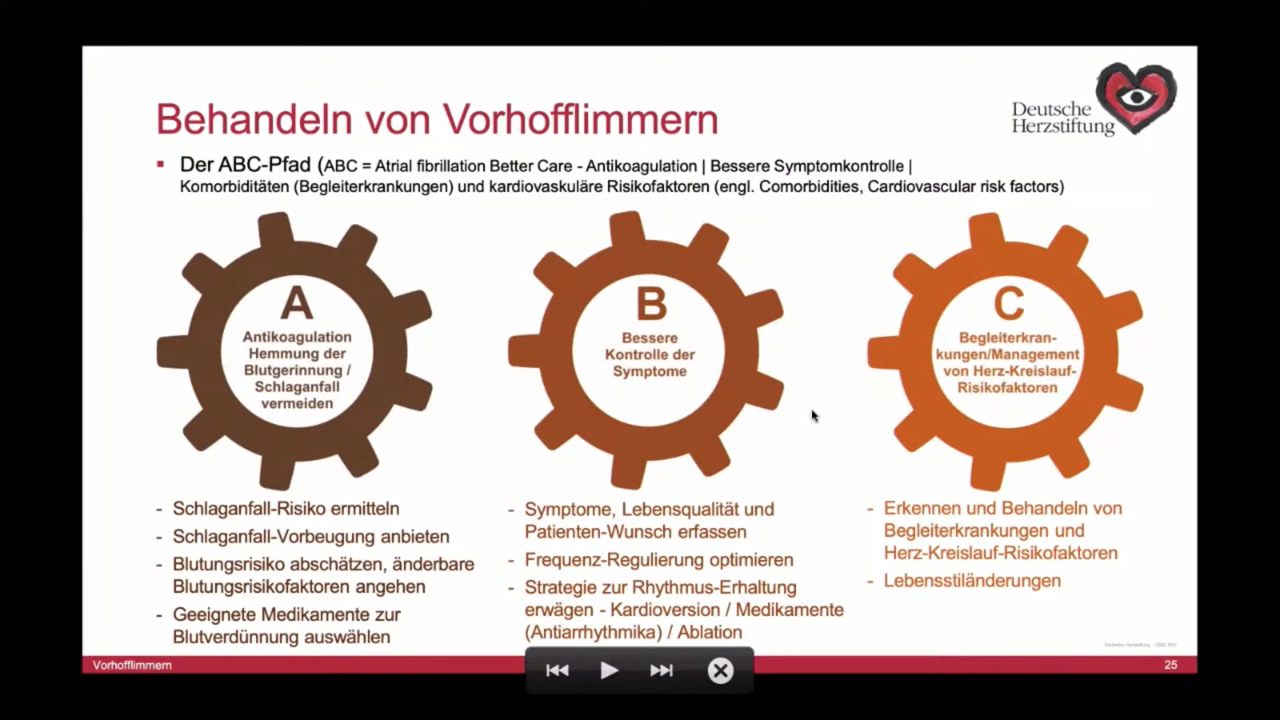 Behandeln von Vorhofflimmern
Deutsche
Herzstiftung
Der ABC-Pfad (ABC = Atrial fibrillation Better Care - Antikoagulation | Bessere Symptomkontrolle |
Komorbiditäten (Begleiterkrankungen) und kardiovaskuläre Risikofaktoren (engl. Comorbidities, Cardiovascular risk factors)
A
Antikoagulation
Hemmung der
Blutgerinnung /
Schlaganfall
vermeiden
- Schlaganfall-Risiko ermitteln
- Schlaganfall-Vorbeugung anbieten
- Blutungsrisiko abschätzen, änderbare
Blutungsrisikofaktoren angehen
- Geeignete Medikamente zur
Blutverdünnung auswählen
B
Bessere
Kontrolle der
Symptome
- Symptome, Lebensqualität und
Patienten-Wunsch erfassen
- Frequenz-Regulierung optimieren
- Strategie zur Rhythmus-Erhaltung
erwägen - Kardioversion / Medikamente
(Antiarrhythmika) / Ablation
C
Begleiterkran-
kungen/Management
von Herz-Kreislauf-
Risikofaktoren
- Erkennen und Behandeln von
Begleiterkrankungen und
Herz-Kreislauf-Risikofaktoren
- Lebensstiländerungen
Deutsche Herzstiftung
Vorhofflimmern
25